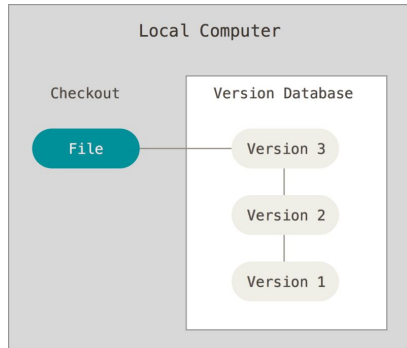 Local Computer
Checkout
Version Database
File
Version 3
Version 2
Version 1